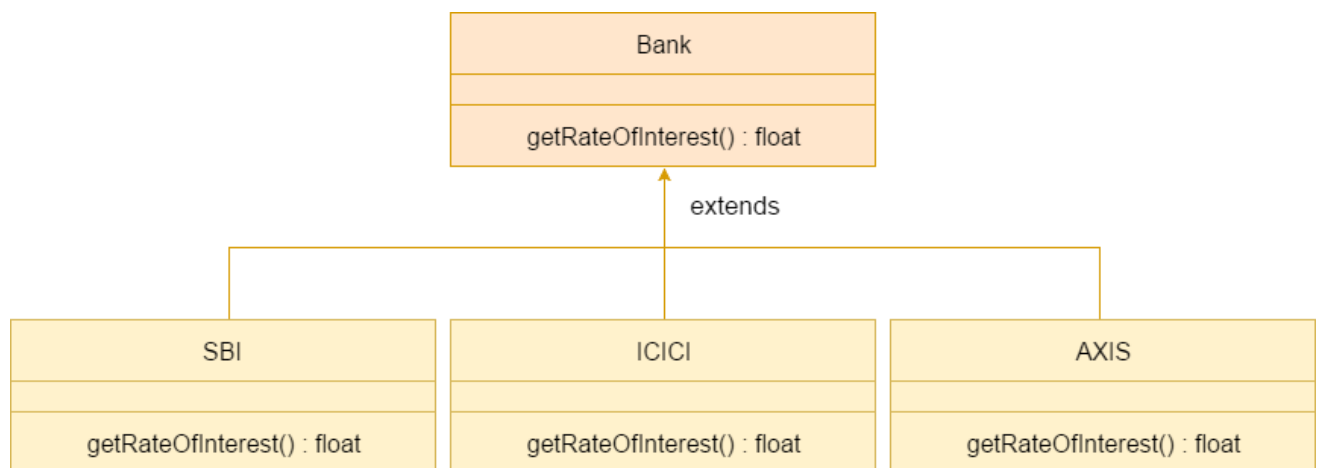 Bank
getRateOfInterest() : float
extends
SBI
ICICI
AXIS
getRateOfInterest() : float
getRateOfInterest() : float
getRateOfInterest() : float